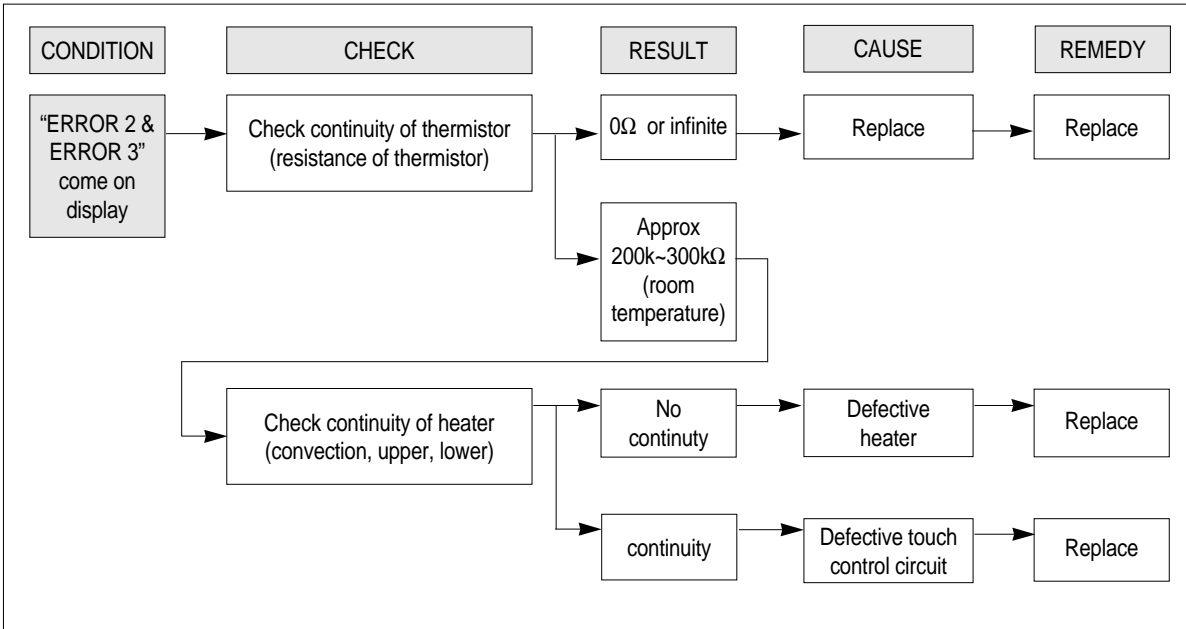 CONDITION
CHECK
RESULT
CAUSE
REMEDY
“ERROR 2 &
ERROR 3”
come on
display
Check continuity of thermistor
(resistance of thermistor)
0Ω or infinite
Replace
Replace
Approx
200k~300kΩ
(room
temperature)
Check continuity of heater
(convection, upper, lower)
No
continuty
Defective
heater
Replace
continuity
Defective touch
control circuit
Replace